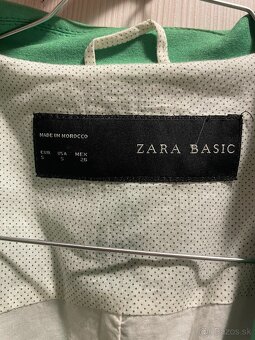 MADE IN MOROCCO
EUR USA MEX
S S 26
ZARA BASIC
bazos.sk